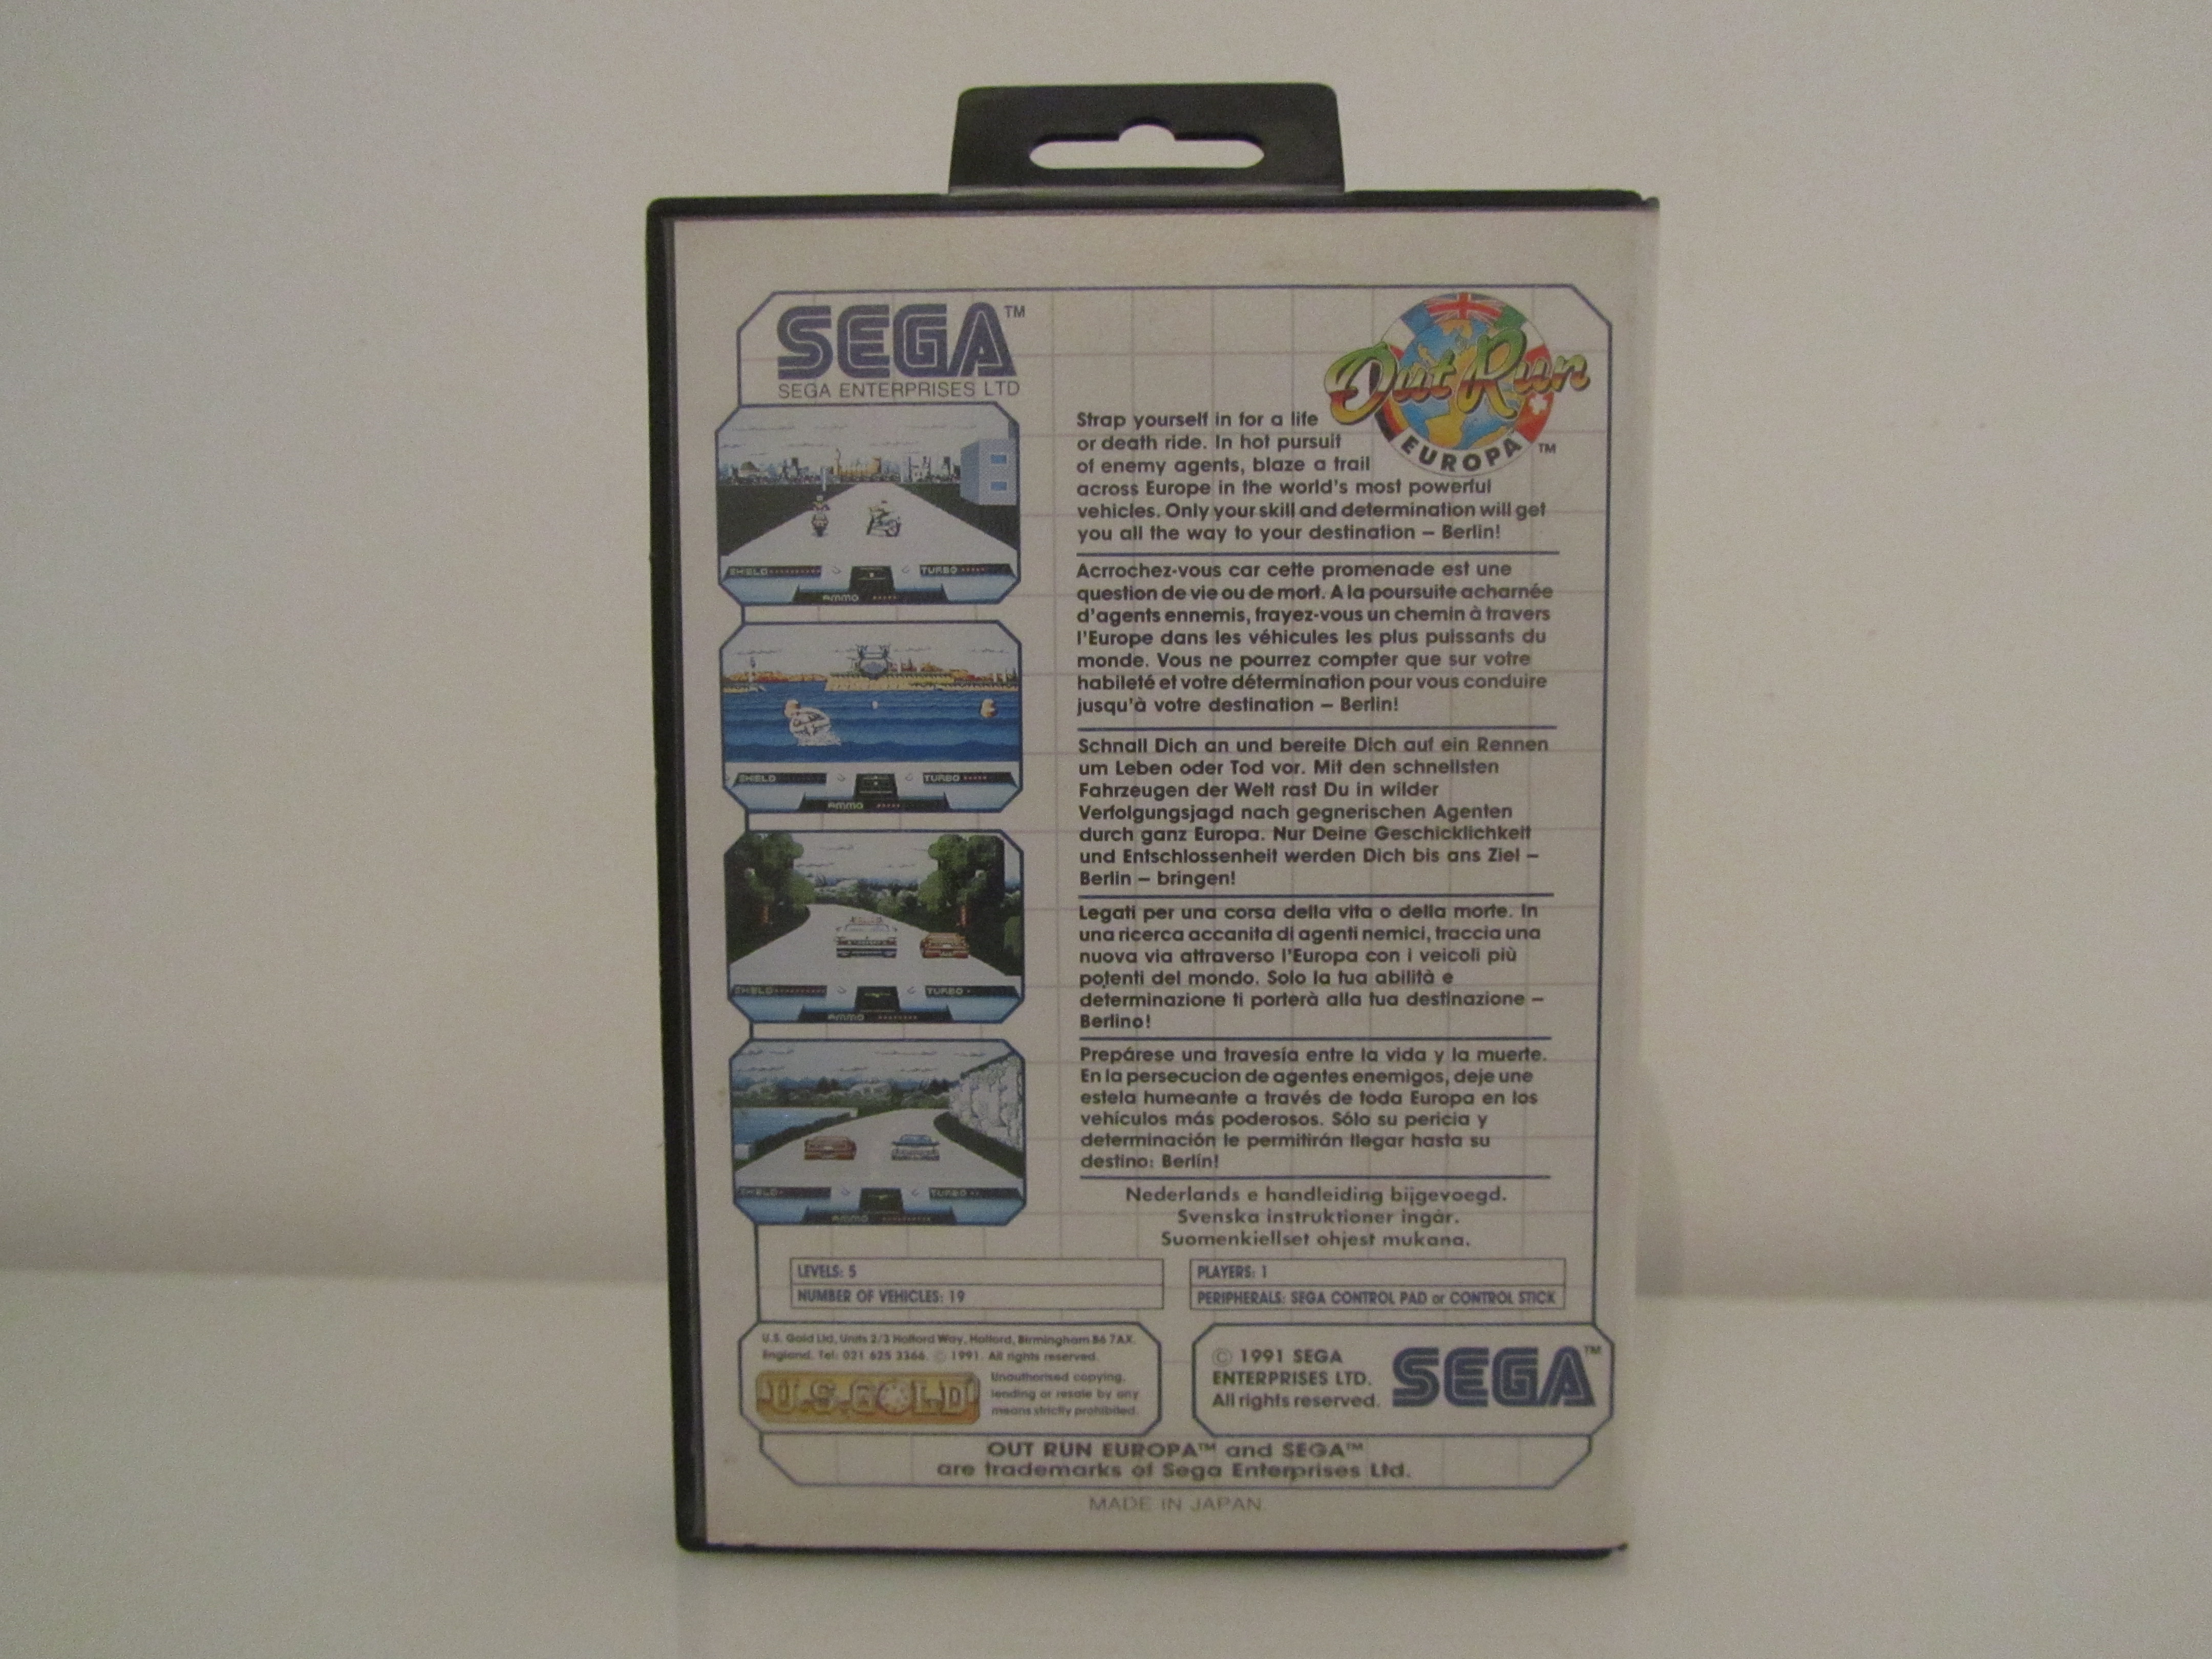 SEGA™
SEGA ENTERPRISES LTD
Out Run
EUROPA™
Strap yourself in for a life
or death ride. In hot pursuit
of enemy agents, blaze a trail
across Europe in the world's most powerful
vehicles. Only your skill and determination will get
you all the way to your destination – Berlin!
Acrrochez-vous car cette promenade est une
question de vie ou de mort. A la poursuite acharnée
d'agents ennemis, frayez-vous un chemin à travers
l'Europe dans les véhicules les plus puissants du
monde. Vous ne pourrez compter que sur votre
habileté et votre détermination pour vous conduire
jusqu'à votre destination – Berlin!
Schnall Dich an und bereite Dich auf ein Rennen
um Leben oder Tod vor. Mit den schnellsten
Fahrzeugen der Welt rast Du in wilder
Verfolgungsjagd nach gegnerischen Agenten
durch ganz Europa. Nur Deine Geschicklichkeit
und Entschlossenheit werden Dich bis ans Ziel –
Berlin – bringen!
Legati per una corsa della vita o della morte. In
una ricerca accanita di agenti nemici, traccia una
nuova via attraverso l'Europa con i veicoli più
potenti del mondo. Solo la tua abilità e
determinazione ti porterà alla tua destinazione –
Berlino!
Prepárese una travesía entre la vida y la muerte.
En la persecucion de agentes enemigos, deje une
estela humeante a través de toda Europa en los
vehículos más poderosos. Sólo su pericia y
determinación le permitirán llegar hasta su
destino: Berlín!
Nederlands e handleiding bijgevoegd.
Svenska instruktioner ingår.
Suomenkiellset ohjest mukana.
SHIELD TURBO
AMMO
SHIELD TURBO
AMMO
SHIELD TURBO
AMMO
SHIELD TURBO
AMMO
LEVELS: 5
NUMBER OF VEHICLES: 19
PLAYERS: 1
PERIPHERALS: SEGA CONTROL PAD or CONTROL STICK
U.S. Gold Ltd, Units 2/3 Holford Way, Holford, Birmingham B6 7AX.
England. Tel: 021 625 3366. © 1991. All rights reserved.
U.S. GOLD
Unauthorised copying,
lending or resale by any
means strictly prohibited.
© 1991 SEGA
ENTERPRISES LTD.
All rights reserved.
SEGA™
OUT RUN EUROPA™ and SEGA™
are trademarks of Sega Enterprises Ltd.
MADE IN JAPAN